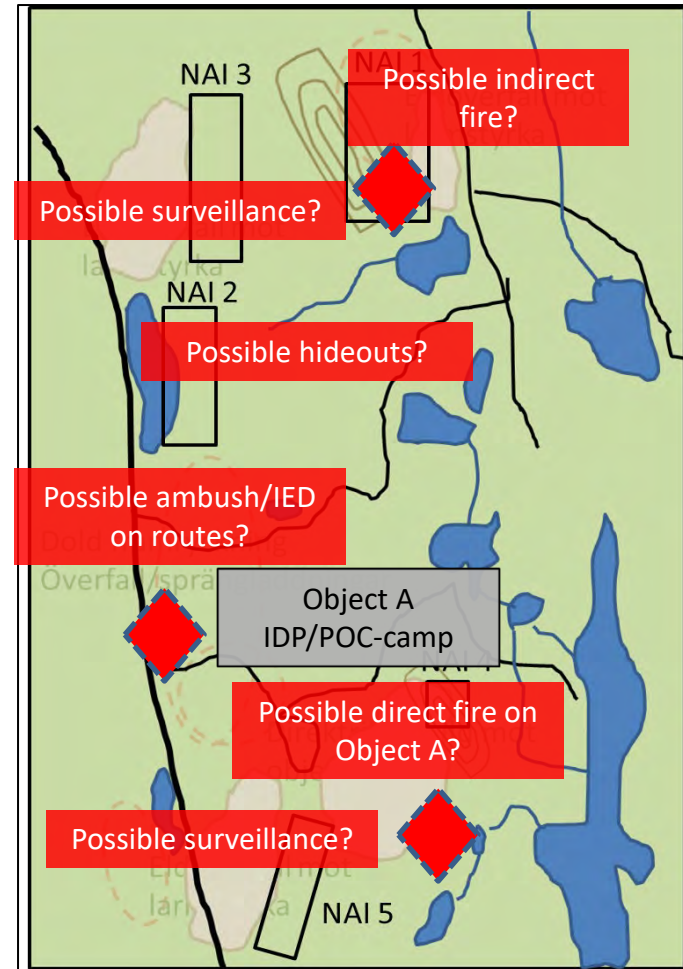 NAI 3
NAI 1
Possible indirect
fire?
Possible surveillance?
NAI 2
Possible hideouts?
Possible ambush/IED
on routes?
Object A
IDP/POC-camp
Possible direct fire on
Object A?
Possible surveillance?
NAI 5